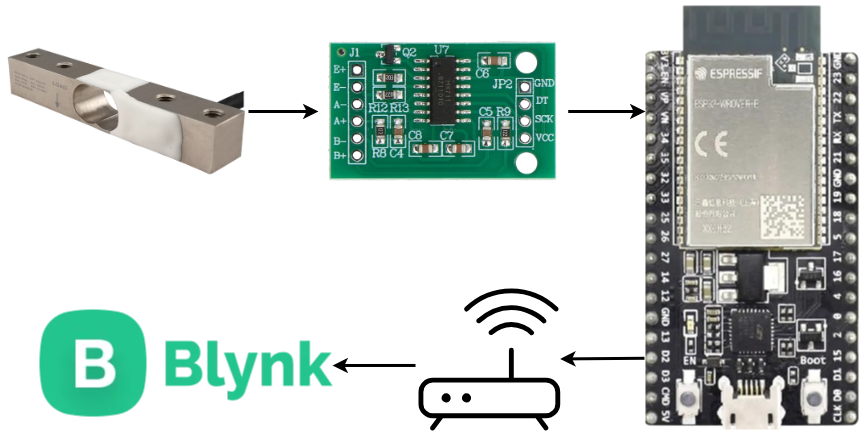 J1
Q2
U7
E+
E-
A-
A+
B-
B+
R12
R13
R8
C4
C8
C7
C6
C5
R9
JP2
GND
DT
SCK
VCC
ESPRESSIF
ESP32-WROVER-E
CE
3V3
EN
VP
VN
34
35
32
33
25
26
27
14
12
GND
13
D2
D3
CMD
5V
GND
23
22
TX
RX
21
GND
19
18
5
17
16
4
0
2
15
D1
D0
CLK
EN
Boot
B Blynk